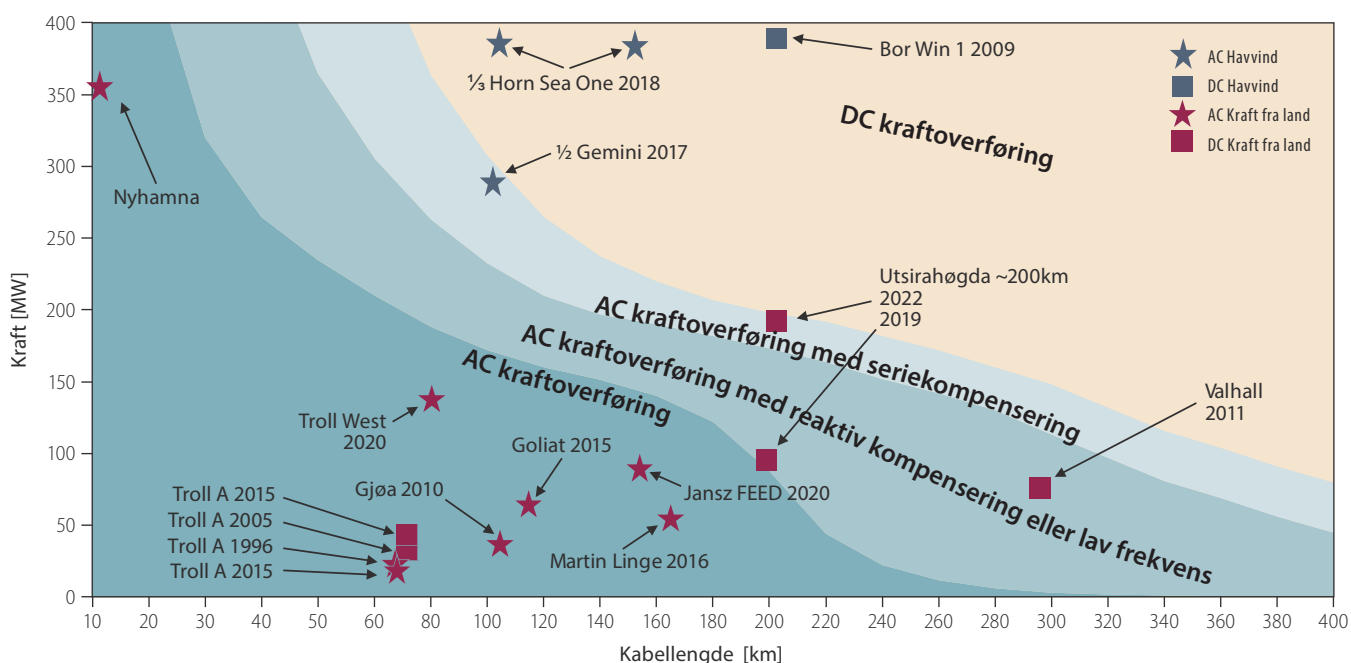 400
350
300
250
200
150
100
50
0
Kraft [MW]
10
20
40
60
80
100
120
140
160
180
200
220
240
260
280
300
320
340
360
380
400
Kabellengde [km]
AC Havvind
DC Havvind
AC Kraft fra land
DC Kraft fra land
Bor Win 1 2009
⅓ Horn Sea One 2018
½ Gemini 2017
Nyhamna
DC kraftoverføring
Utsirahøgda ~200km
2022
2019
AC kraftoverføring med seriekompensering
AC kraftoverføring med reaktiv kompensering eller lav frekvens
AC kraftoverføring
Valhall
2011
Troll West
2020
Goliat 2015
Gjøa 2010
Jansz FEED 2020
Martin Linge 2016
Troll A 2015
Troll A 2005
Troll A 1996
Troll A 2015